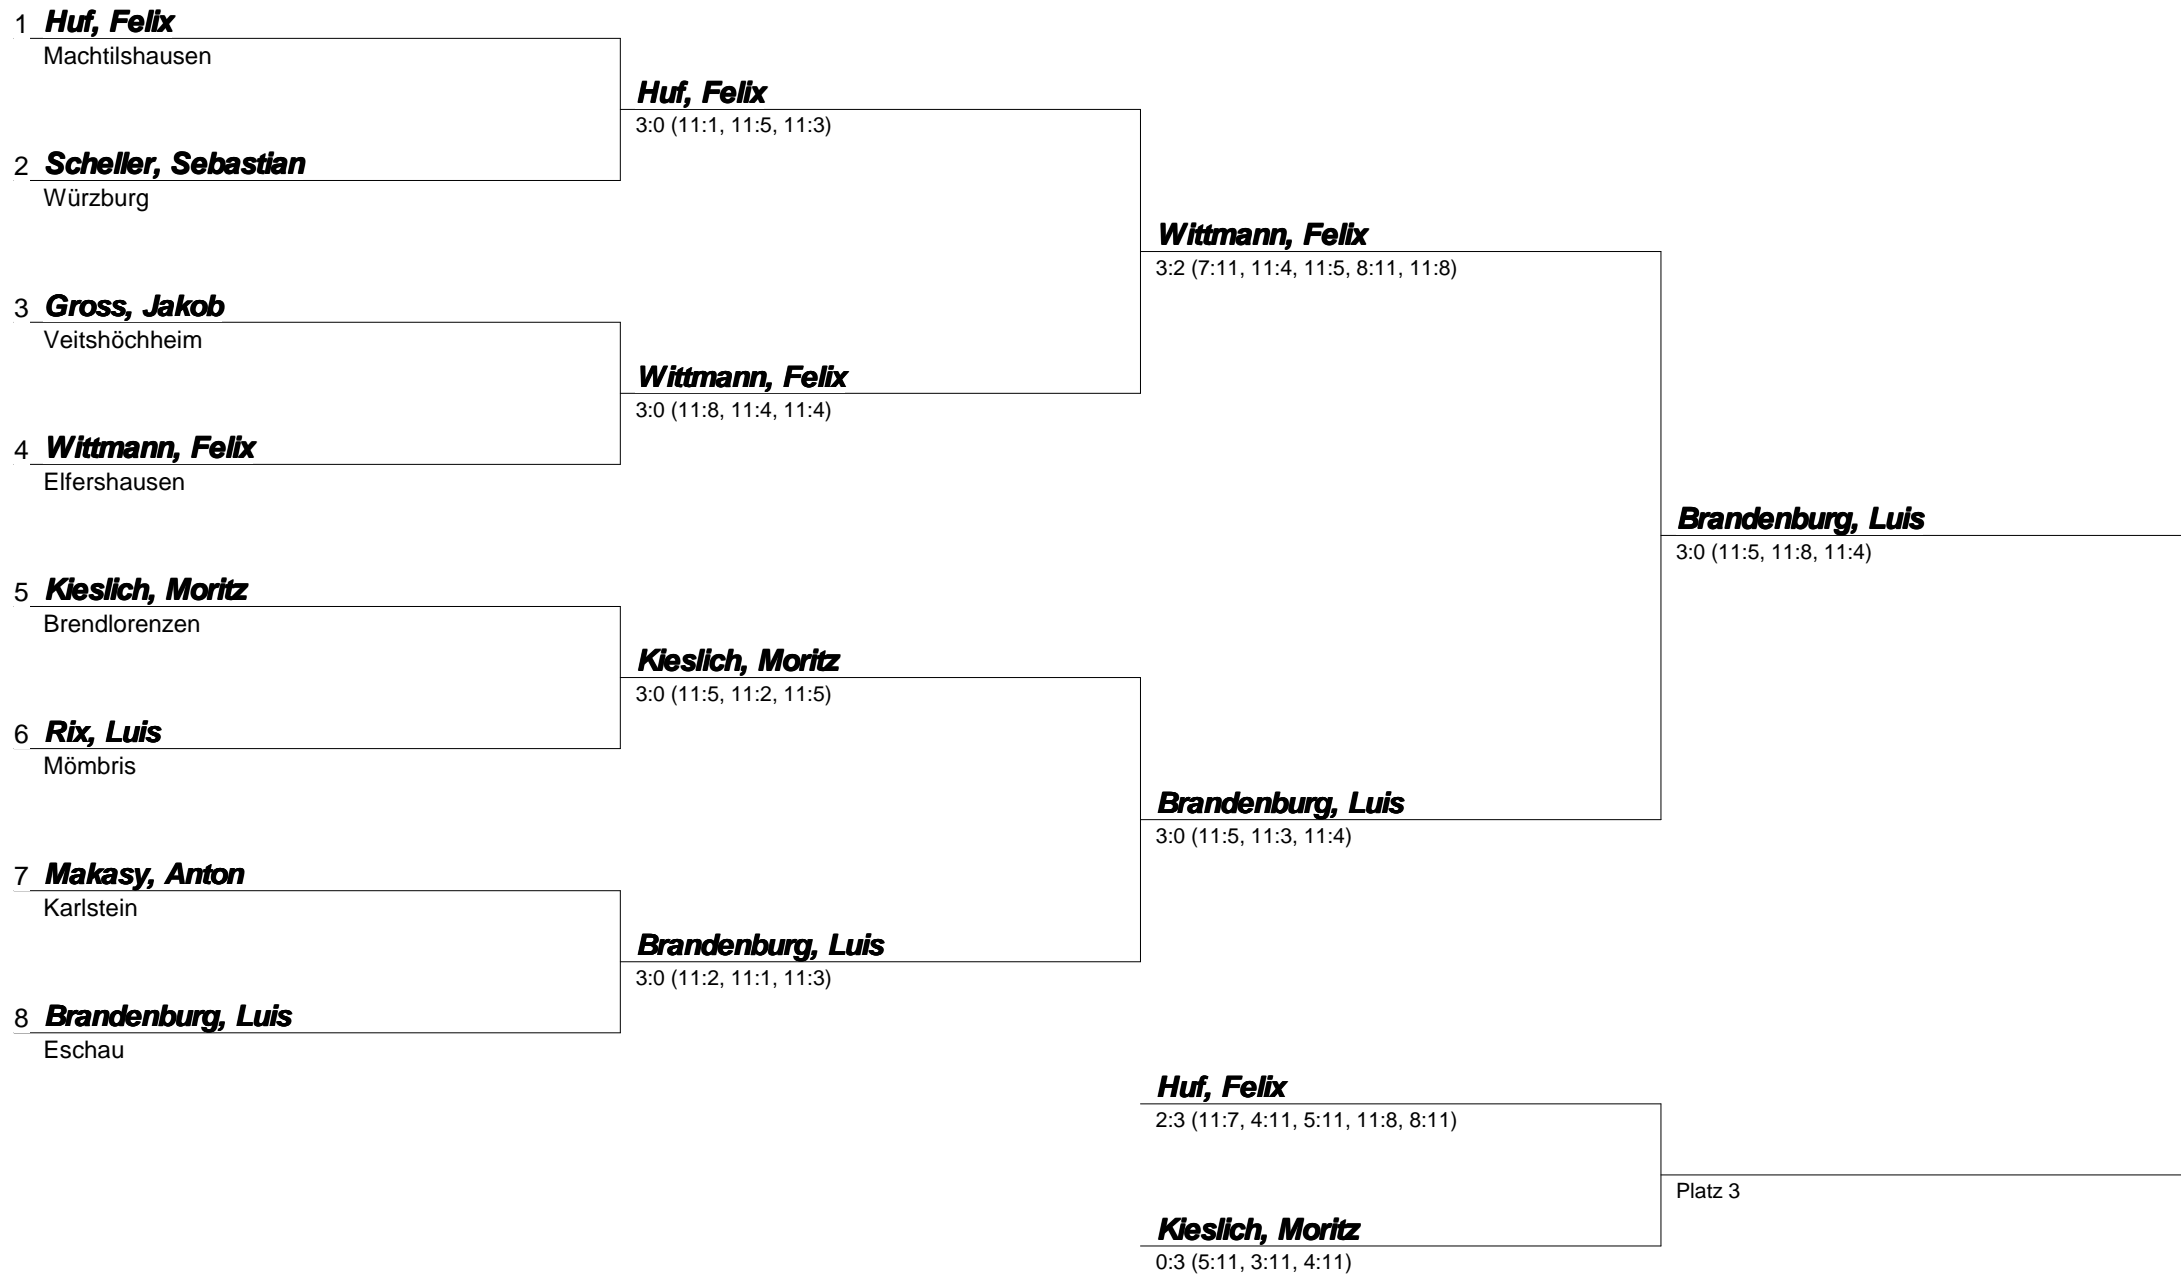 1 Huf, Felix
Machtilshausen
Huf, Felix
3:0 (11:1, 11:5, 11:3)
2 Scheller, Sebastian
Würzburg
Wittmann, Felix
3:2 (7:11, 11:4, 11:5, 8:11, 11:8)
3 Gross, Jakob
Veitshöchheim
Wittmann, Felix
3:0 (11:8, 11:4, 11:4)
4 Wittmann, Felix
Elfershausen
Brandenburg, Luis
3:0 (11:5, 11:8, 11:4)
5 Kieslich, Moritz
Brendlorenzen
Kieslich, Moritz
3:0 (11:5, 11:2, 11:5)
6 Rix, Luis
Mömbris
Brandenburg, Luis
3:0 (11:5, 11:3, 11:4)
7 Makasy, Anton
Karlstein
Brandenburg, Luis
3:0 (11:2, 11:1, 11:3)
8 Brandenburg, Luis
Eschau
Huf, Felix
2:3 (11:7, 4:11, 5:11, 11:8, 8:11)
Platz 3
Kieslich, Moritz
0:3 (5:11, 3:11, 4:11)